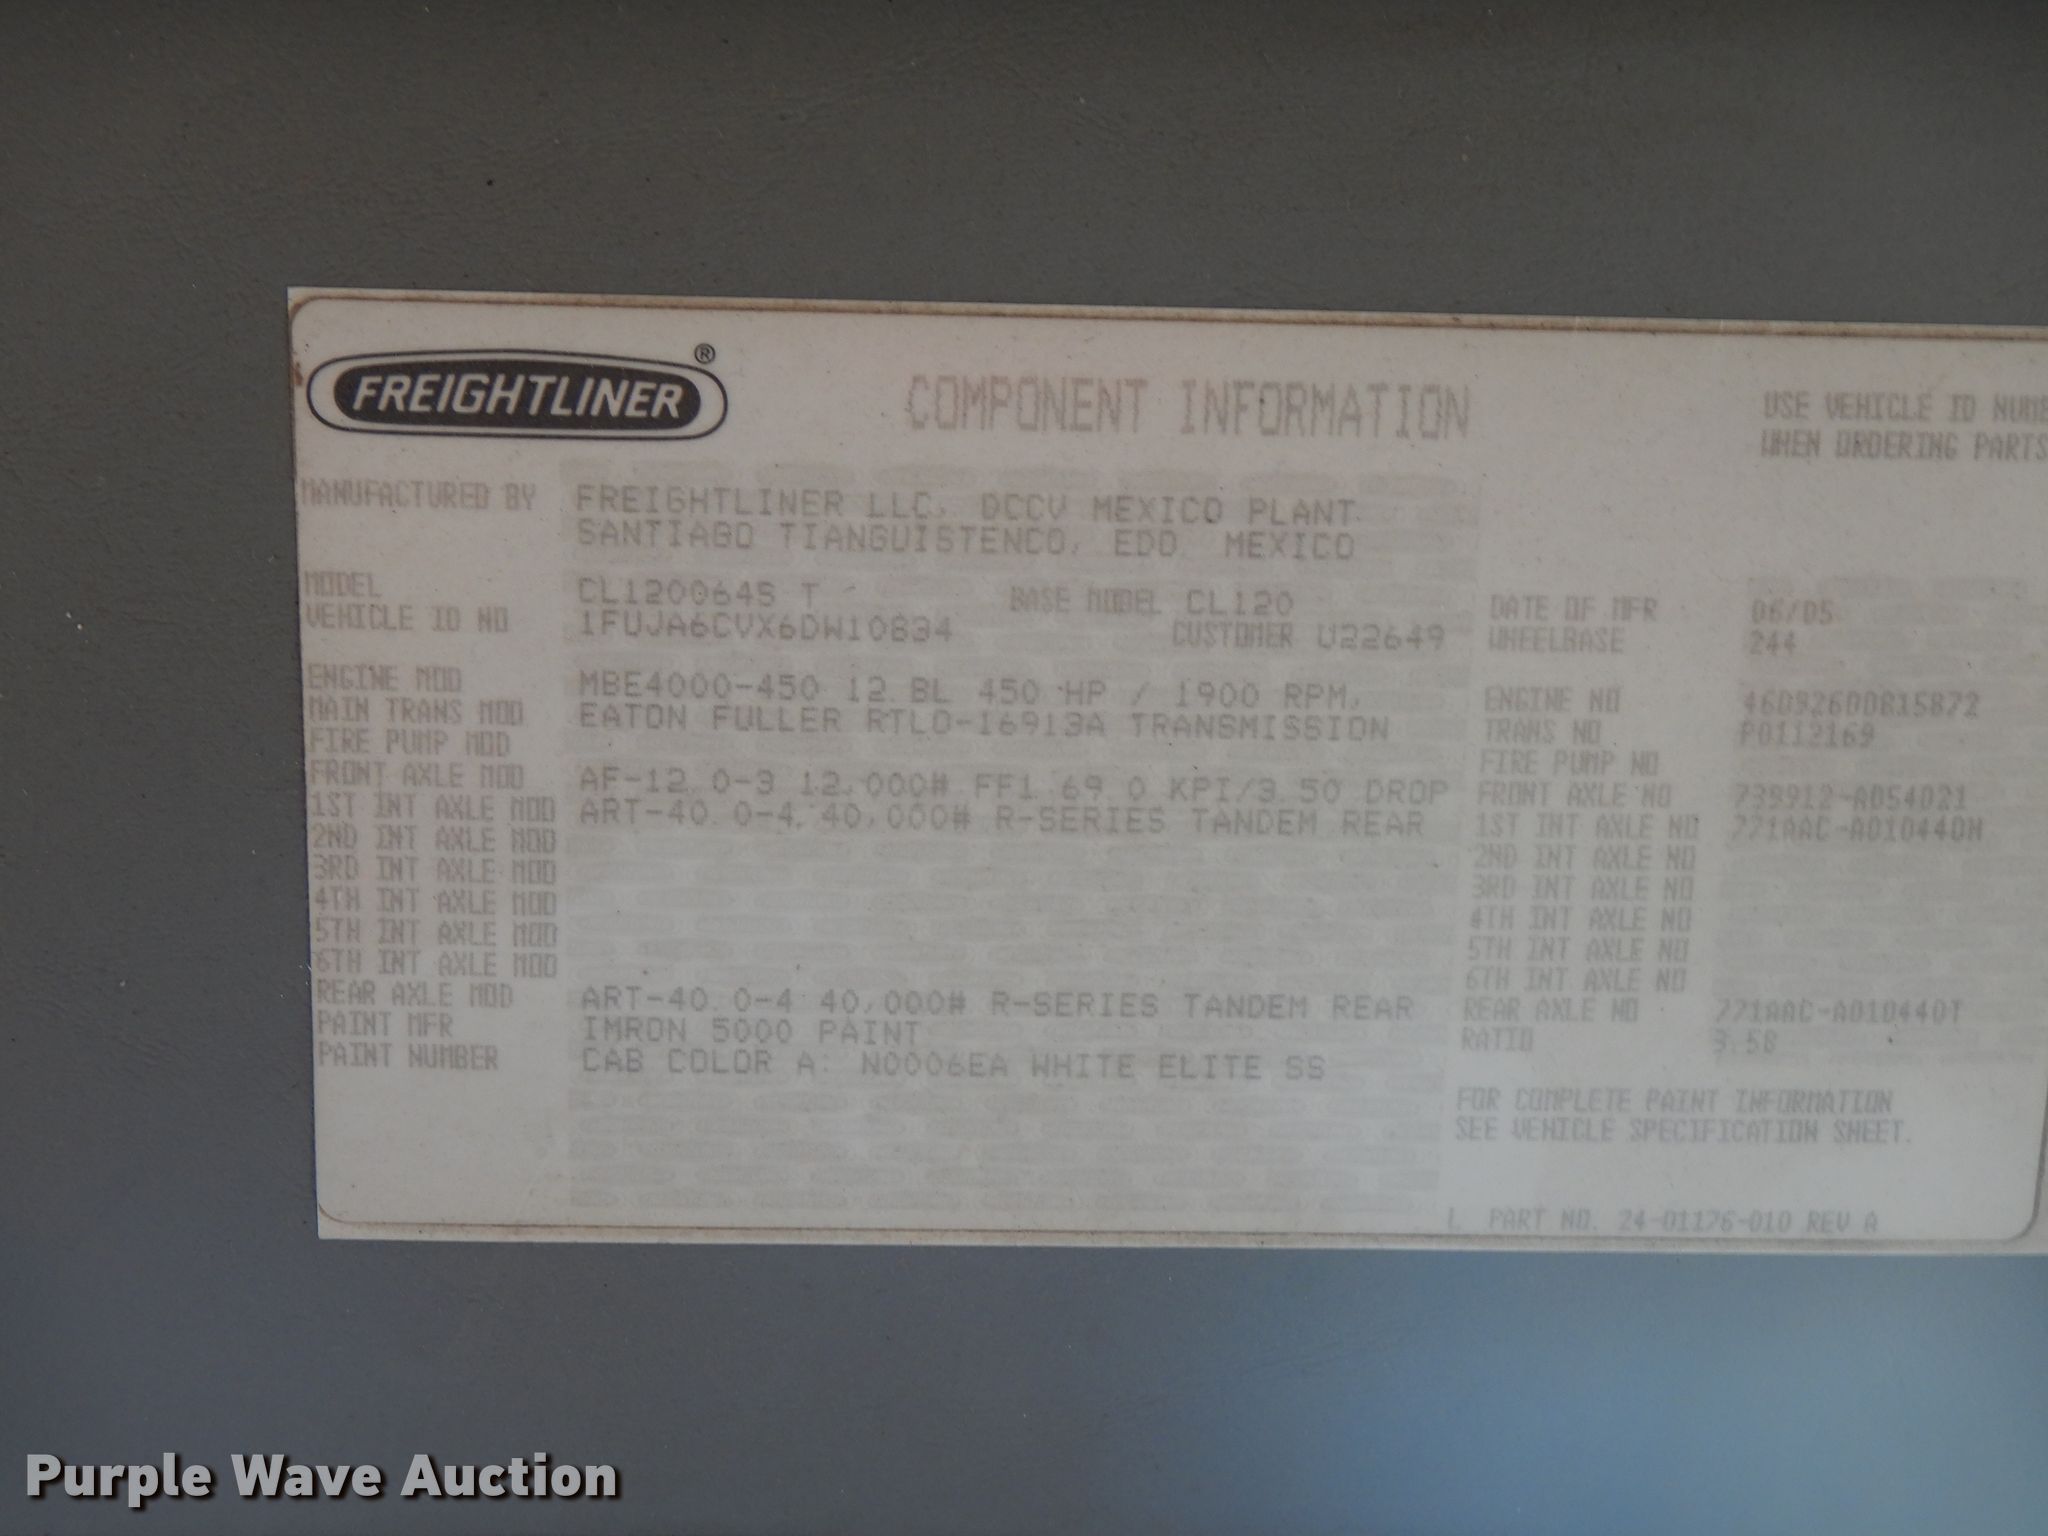 FREIGHTLINER ®
COMPONENT INFORMATION
USE VEHICLE ID NUMB
WHEN ORDERING PARTS
MANUFACTURED BY FREIGHTLINER LLC, DCCV MEXICO PLANT
SANTIAGO TIANGUISTENCO, EDO. MEXICO
MODEL CL120064S T BASE MODEL CL120 DATE OF MFR 06/05
VEHICLE ID NO 1FUJA6CVX6DW10834 CUSTOMER U22649 WHEELBASE 244
ENGINE MOD MBE4000-450 12.8L 450 HP / 1900 RPM, ENGINE NO
MAIN TRANS MOD EATON FULLER RTLO-16913A TRANSMISSION TRANS NO P0112169
FIRE PUMP MOD FIRE PUMP NO
FRONT AXLE MOD AF-12.0-3 12,000# FF1 69.0 KPI/3.50 DROP FRONT AXLE NO 739912-A054021
1ST INT AXLE MOD ART-40.0-4 40,000# R-SERIES TANDEM REAR 1ST INT AXLE NO 771AAC-A010440N
2ND INT AXLE MOD 2ND INT AXLE NO
3RD INT AXLE MOD 3RD INT AXLE NO
4TH INT AXLE MOD 4TH INT AXLE NO
5TH INT AXLE MOD 5TH INT AXLE NO
6TH INT AXLE MOD 6TH INT AXLE NO
REAR AXLE MOD ART-40.0-4 40,000# R-SERIES TANDEM REAR REAR AXLE NO 771AAC-A010440T
PAINT MFR IMRON 5000 PAINT RATIO 3.58
PAINT NUMBER CAB COLOR A: N0006EA WHITE ELITE SS
FOR COMPLETE PAINT INFORMATION
SEE VEHICLE SPECIFICATION SHEET.
PART NO. 24-01176-010 REV A
Purple Wave Auction